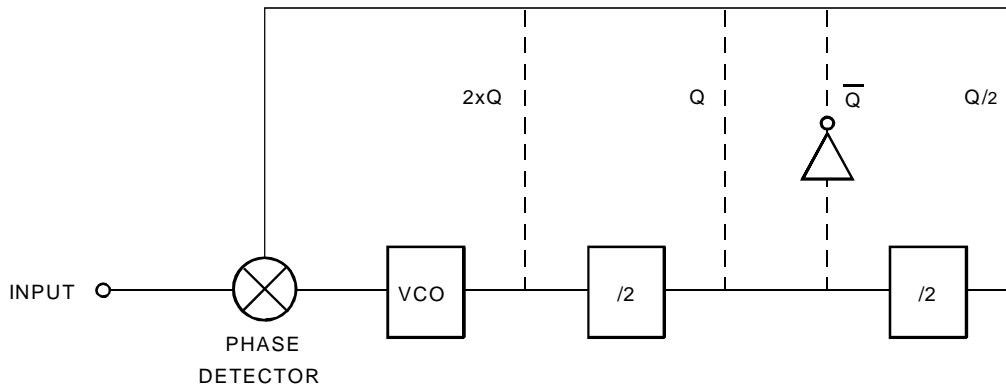 2xQ
Q
Q̅
Q/2
INPUT
VCO
/2
/2
PHASE
DETECTOR